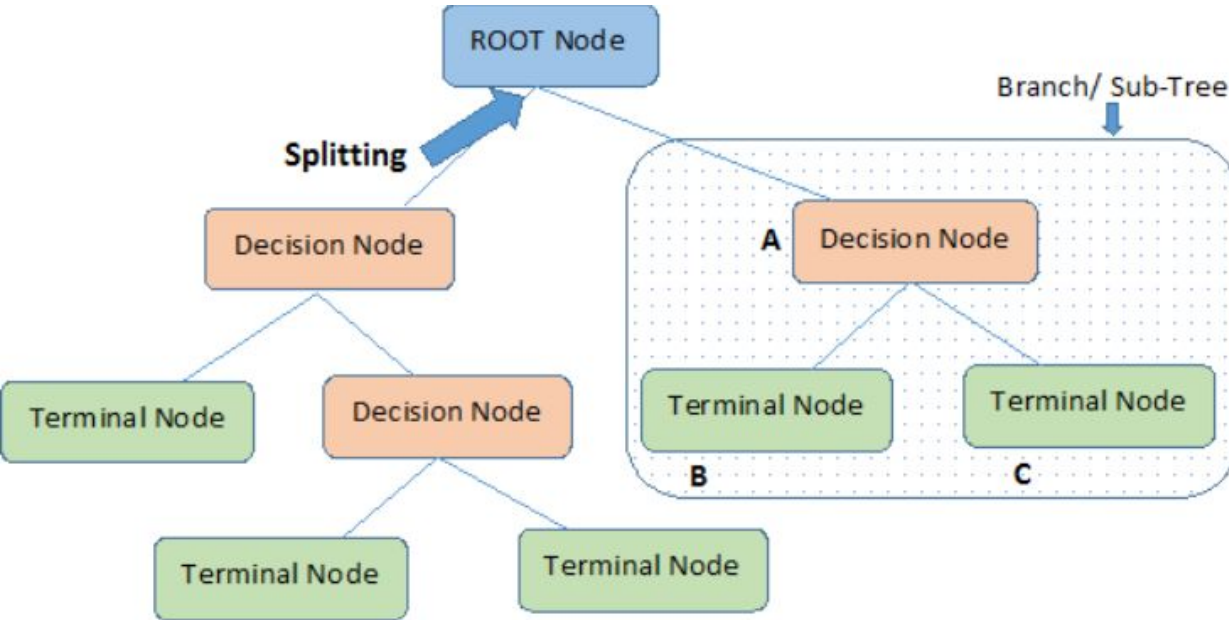 ROOT Node
Branch/ Sub-Tree
Splitting
Decision Node
A
Decision Node
Terminal Node
Decision Node
Terminal Node
Terminal Node
B
C
Terminal Node
Terminal Node